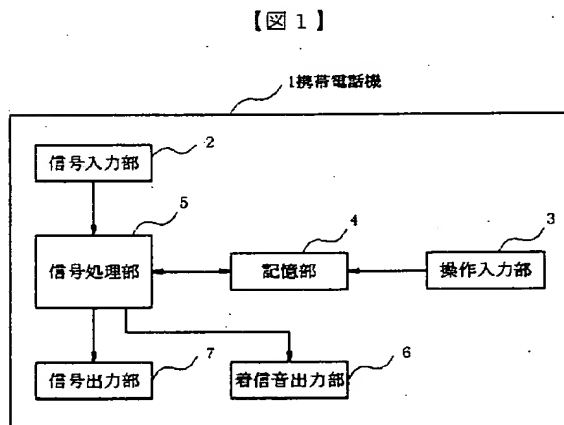 【図１】
1携帯電話機
信号入力部
2
5
信号処理部
4
記憶部
3
操作入力部
信号出力部
7
着信音出力部
6